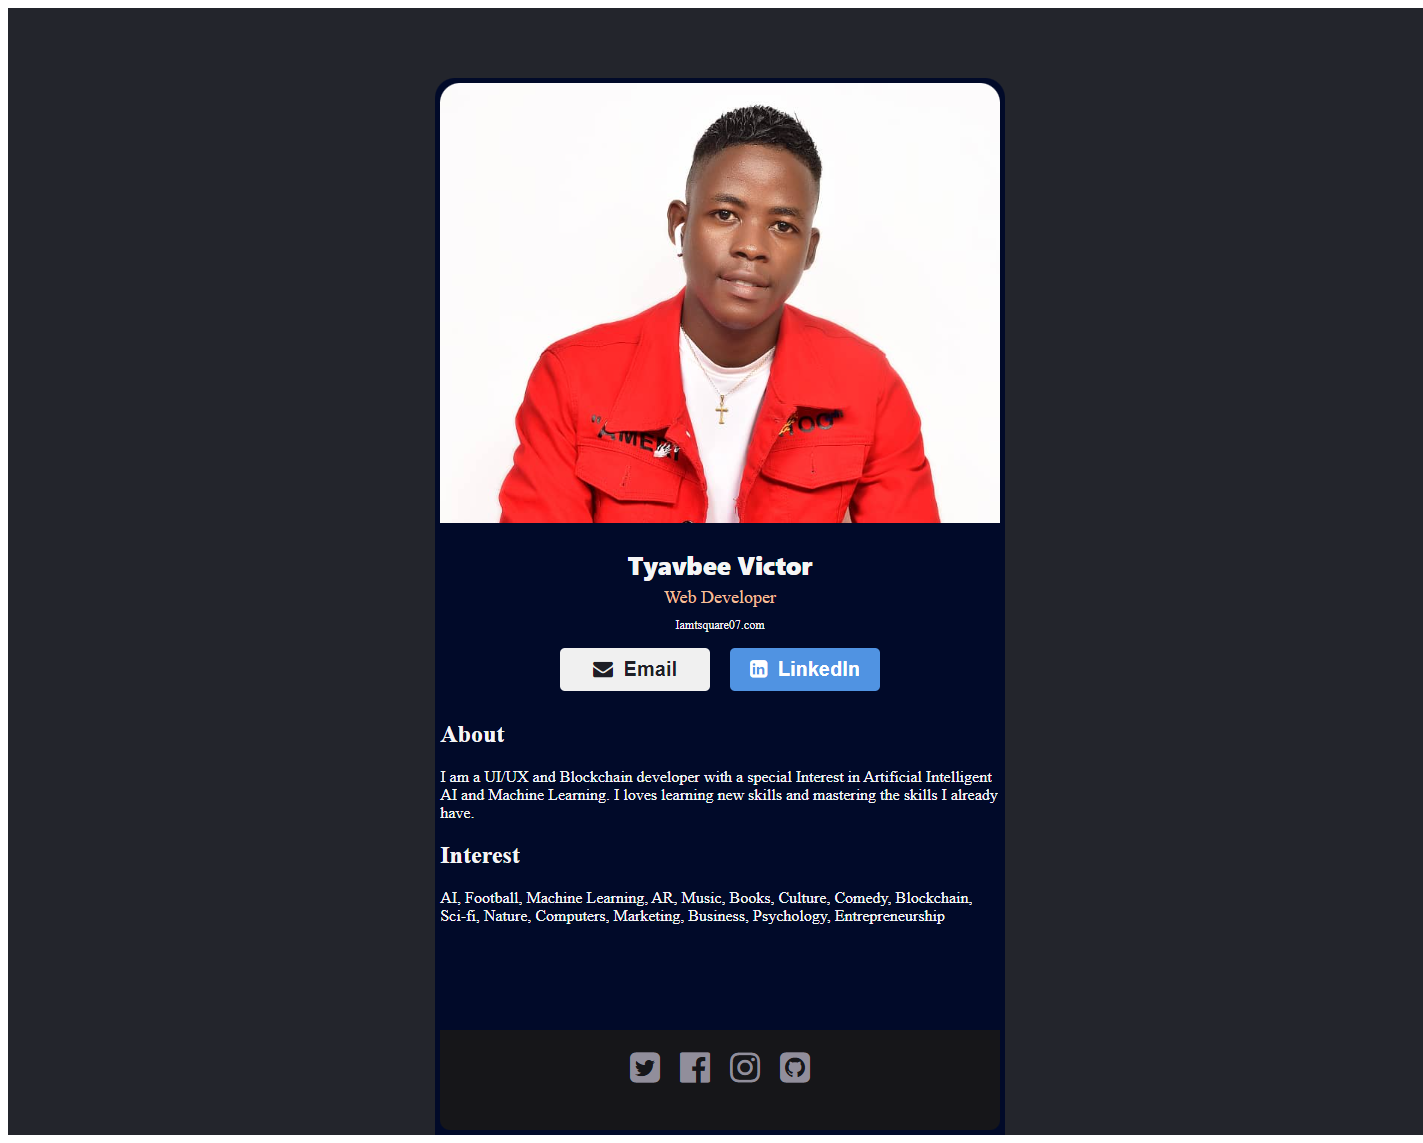 "AMERI
TOO"
Tyavbee Victor
Web Developer
Iamtsquare07.com
Email
LinkedIn
About
I am a UI/UX and Blockchain developer with a special Interest in Artificial Intelligent
AI and Machine Learning. I loves learning new skills and mastering the skills I already
have.
Interest
AI, Football, Machine Learning, AR, Music, Books, Culture, Comedy, Blockchain,
Sci-fi, Nature, Computers, Marketing, Business, Psychology, Entrepreneurship